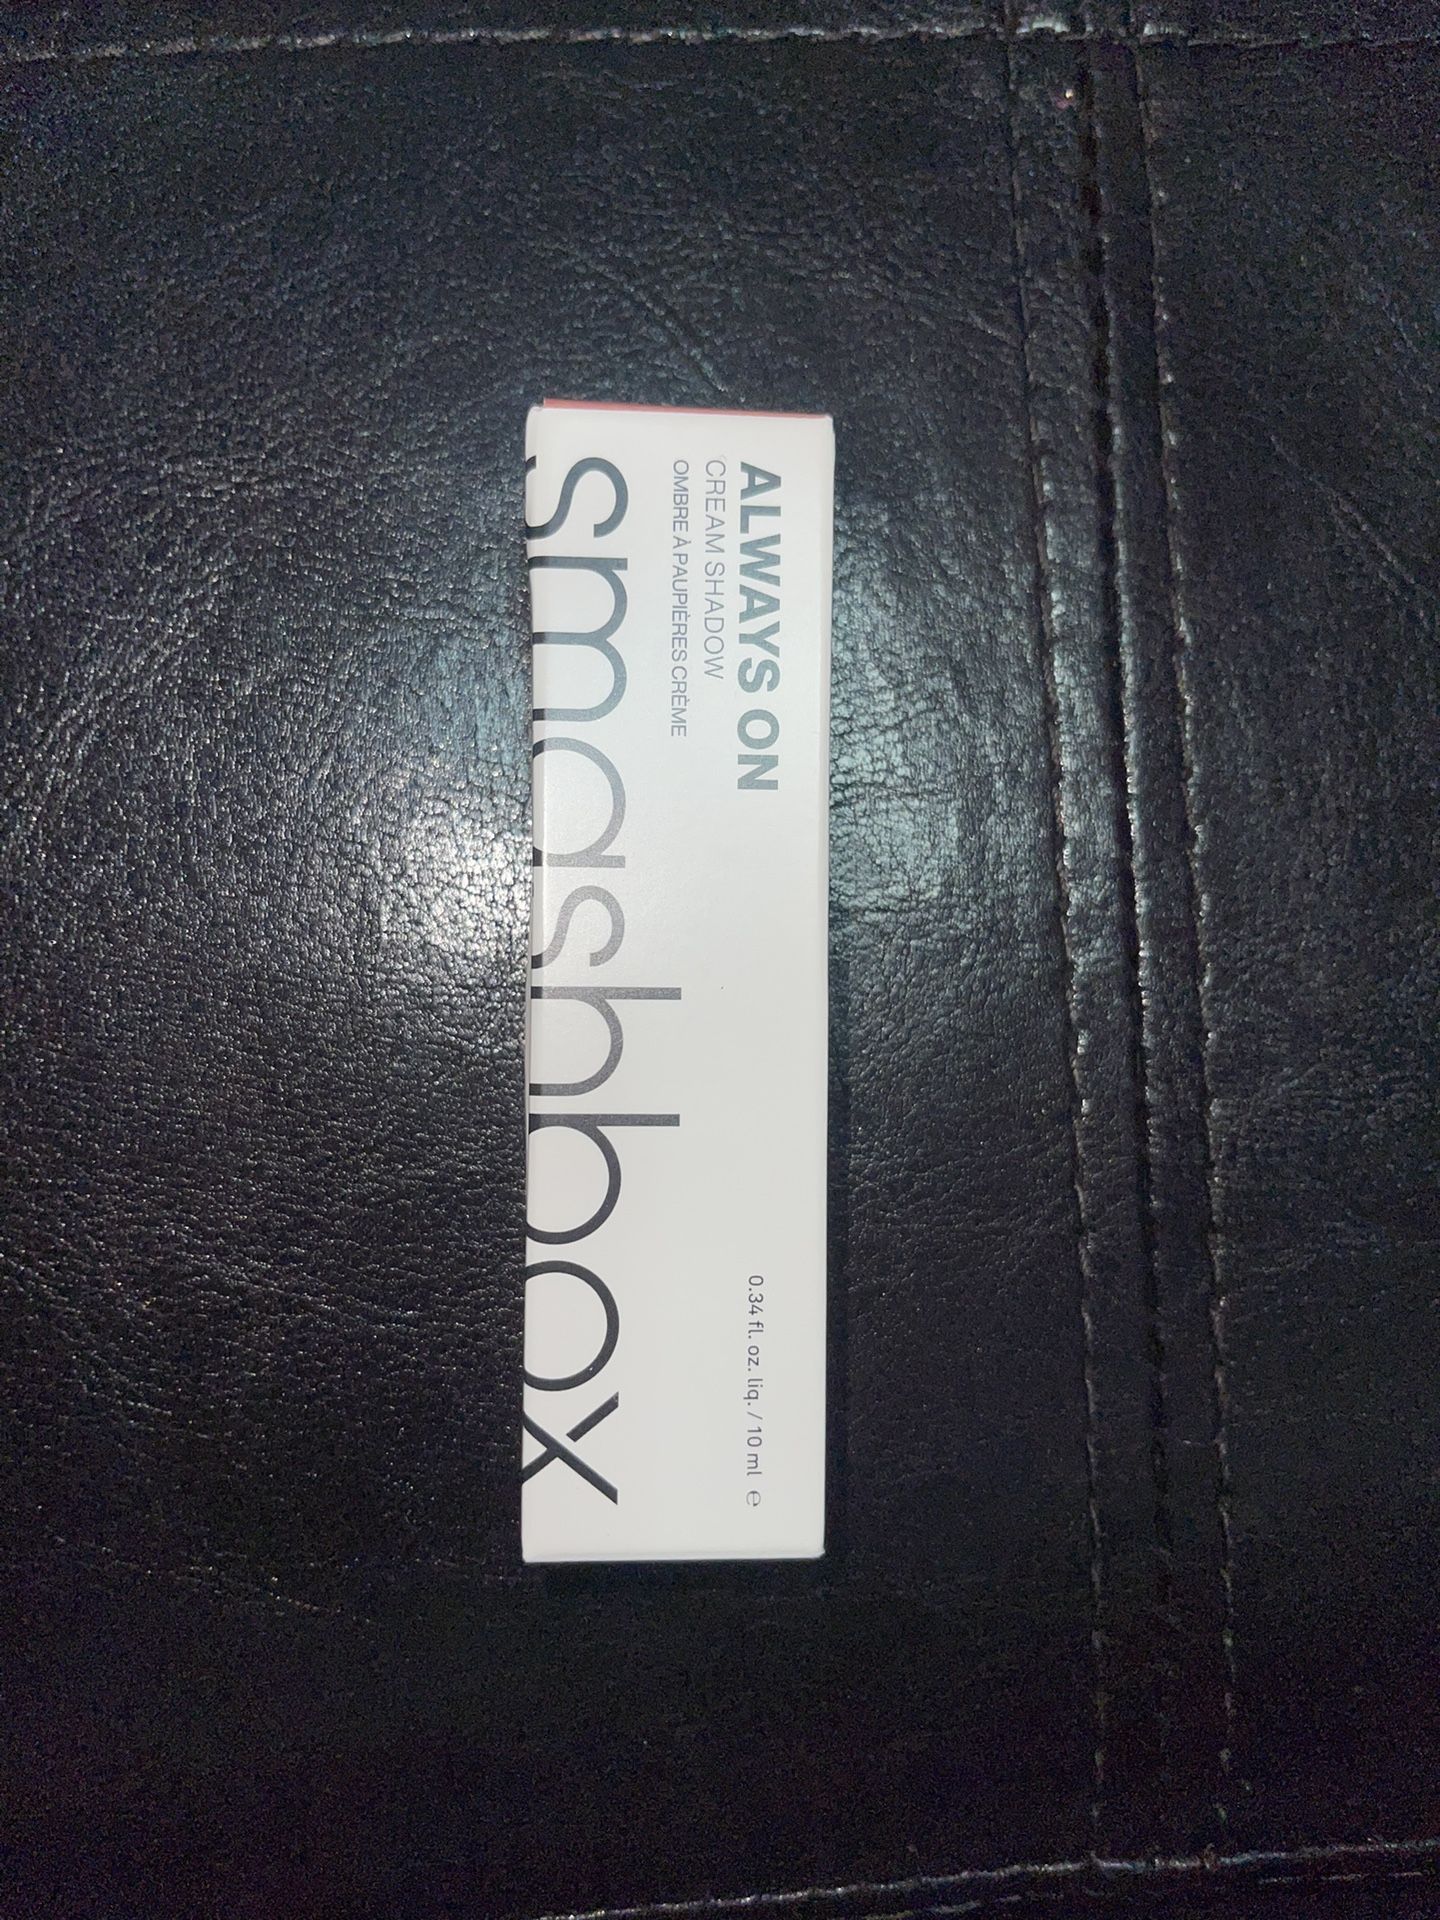 ALWAYS ON
CREAM SHADOW
OMBRE À PAUPIÈRES CRÈME
0.34 fl. oz. liq. / 10 ml ℮
smashbox